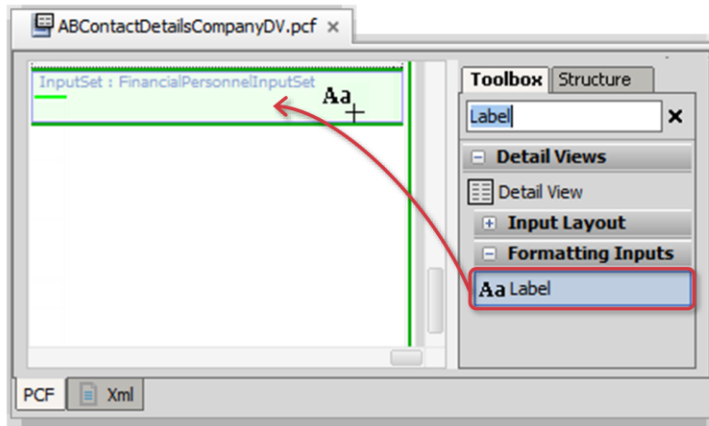 ABContactDetailsCompanyDV.pcf ×
InputSet : FinancialPersonnelInputSet
Aa
Toolbox Structure
Label
Detail Views
Detail View
Input Layout
Formatting Inputs
Aa Label
PCF Xml